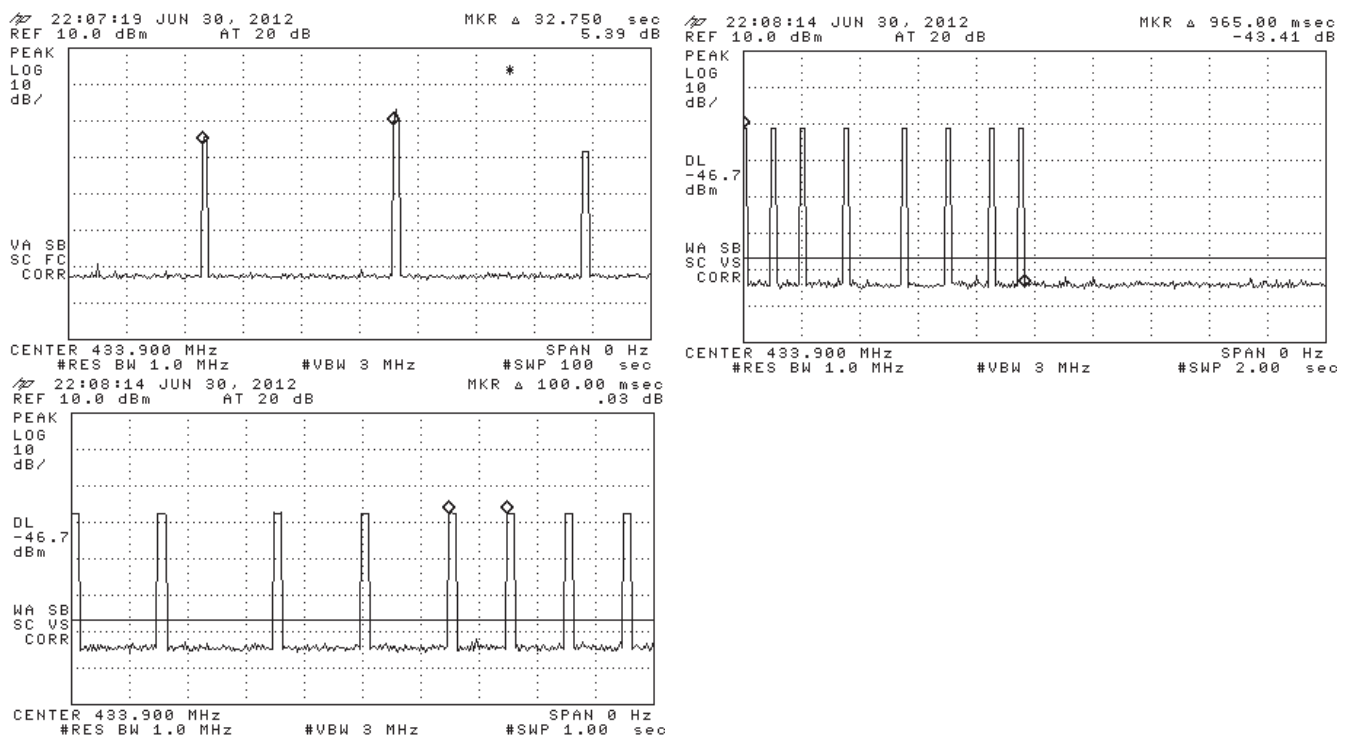 hp 22:07:19 JUN 30, 2012
MKR Δ 32.750 sec
REF 10.0 dBm AT 20 dB
5.39 dB
PEAK
LOG
10
dB/
VA SB
SC FC
CORR
CENTER 433.900 MHz
SPAN 0 Hz
#RES BW 1.0 MHz #VBW 3 MHz #SWP 100 sec
hp 22:08:14 JUN 30, 2012
MKR Δ 965.00 msec
REF 10.0 dBm AT 20 dB
-43.41 dB
PEAK
LOG
10
dB/
DL
-46.7
dBm
WA SB
SC VS
CORR
CENTER 433.900 MHz
SPAN 0 Hz
#RES BW 1.0 MHz #VBW 3 MHz #SWP 2.00 sec
hp 22:08:14 JUN 30, 2012
MKR Δ 100.00 msec
REF 10.0 dBm AT 20 dB
.03 dB
PEAK
LOG
10
dB/
DL
-46.7
dBm
WA SB
SC VS
CORR
CENTER 433.900 MHz
SPAN 0 Hz
#RES BW 1.0 MHz #VBW 3 MHz #SWP 1.00 sec